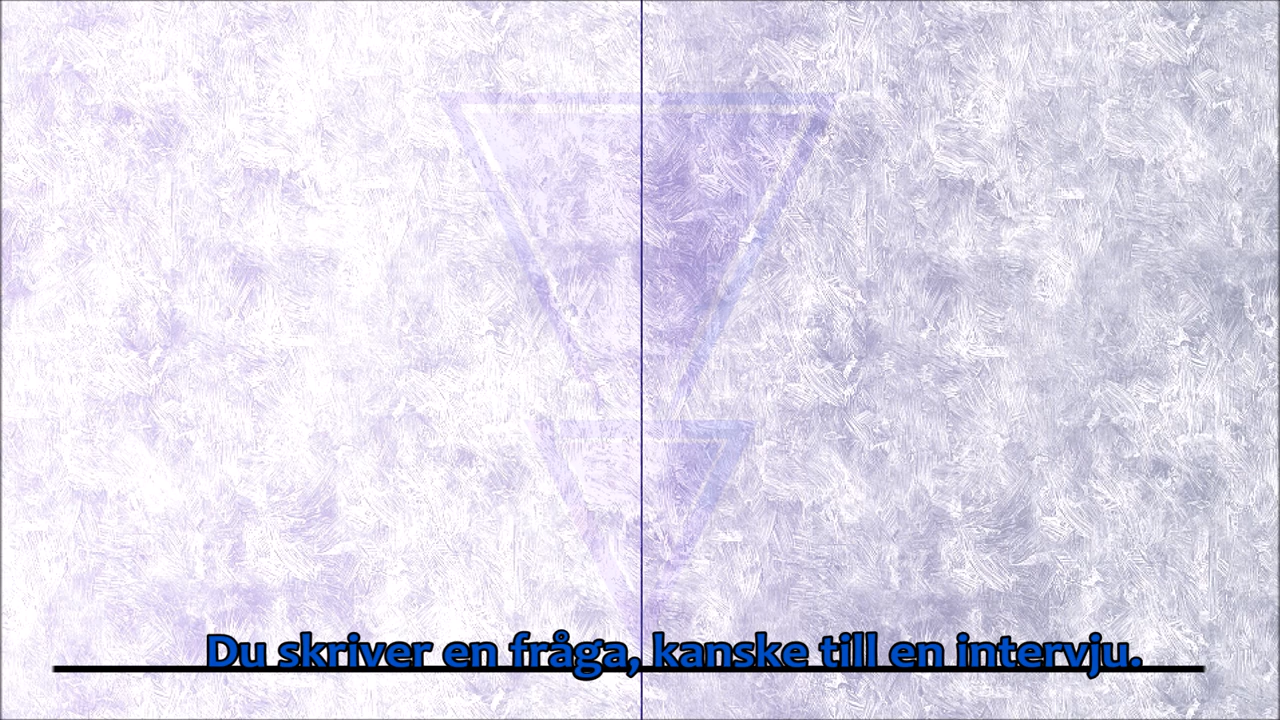 Du skriver en fråga, kanske till en intervju.